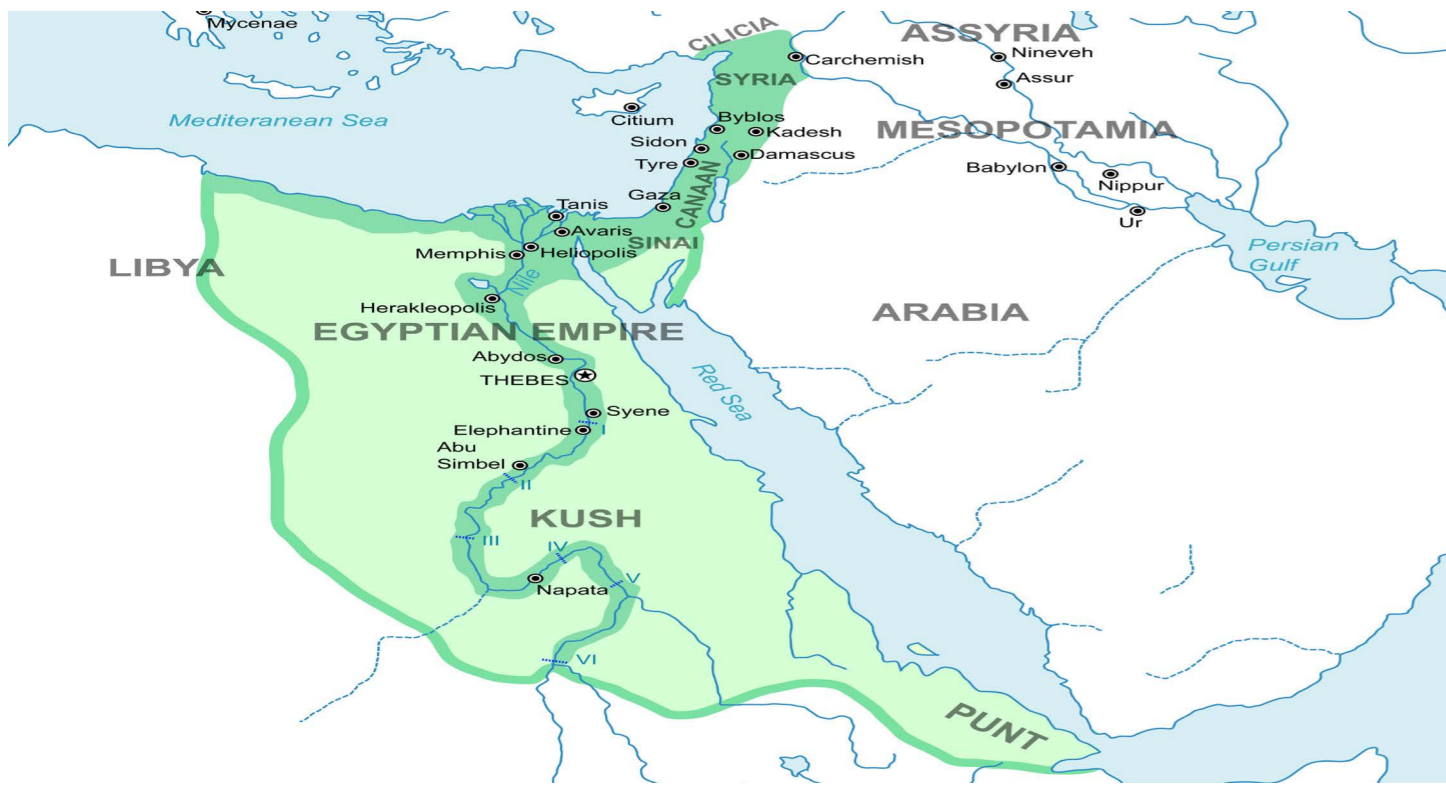 Mycenae
CILICIA
ASSYRIA
Carchemish
Nineveh
SYRIA
Assur
Mediteranean Sea
Citium
Byblos
Kadesh
MESOPOTAMIA
Sidon
Damascus
Tyre
Babylon
Nippur
Gaza
CANAAN
Ur
Tanis
Avaris
SINAI
Memphis
Heliopolis
LIBYA
Persian
Gulf
Nile
Herakleopolis
ARABIA
EGYPTIAN EMPIRE
Abydos
THEBES
Red Sea
Syene
Elephantine
I
Abu
Simbel
II
KUSH
III
IV
V
Napata
VI
PUNT